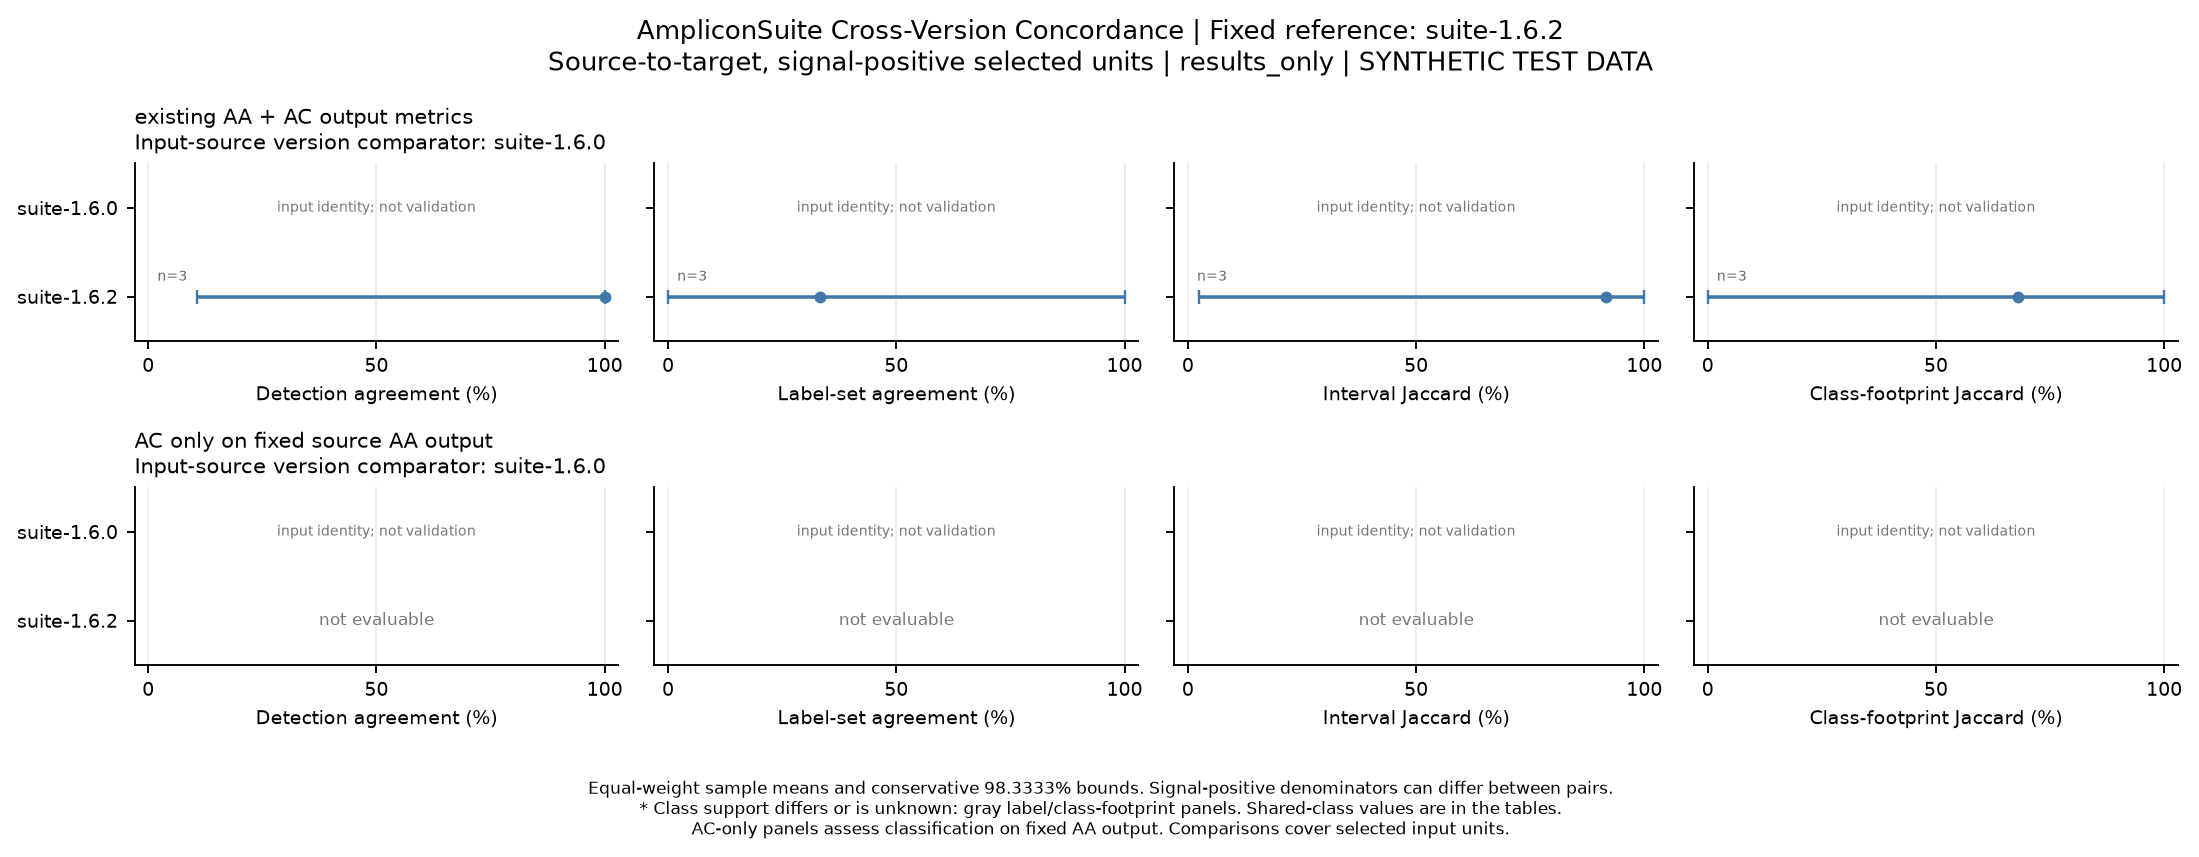 AmpliconSuite Cross-Version Concordance | Fixed reference: suite-1.6.2
Source-to-target, signal-positive selected units | results_only | SYNTHETIC TEST DATA
existing AA + AC output metrics
Input-source version comparator: suite-1.6.0
suite-1.6.0
input identity; not validation
input identity; not validation
input identity; not validation
input identity; not validation
n=3
n=3
n=3
n=3
suite-1.6.2
0 50 100
0 50 100
0 50 100
0 50 100
Detection agreement (%)
Label-set agreement (%)
Interval Jaccard (%)
Class-footprint Jaccard (%)
AC only on fixed source AA output
Input-source version comparator: suite-1.6.0
suite-1.6.0
input identity; not validation
input identity; not validation
input identity; not validation
input identity; not validation
suite-1.6.2
not evaluable
not evaluable
not evaluable
not evaluable
0 50 100
0 50 100
0 50 100
0 50 100
Detection agreement (%)
Label-set agreement (%)
Interval Jaccard (%)
Class-footprint Jaccard (%)
Equal-weight sample means and conservative 98.3333% bounds. Signal-positive denominators can differ between pairs.
* Class support differs or is unknown: gray label/class-footprint panels. Shared-class values are in the tables.
AC-only panels assess classification on fixed AA output. Comparisons cover selected input units.